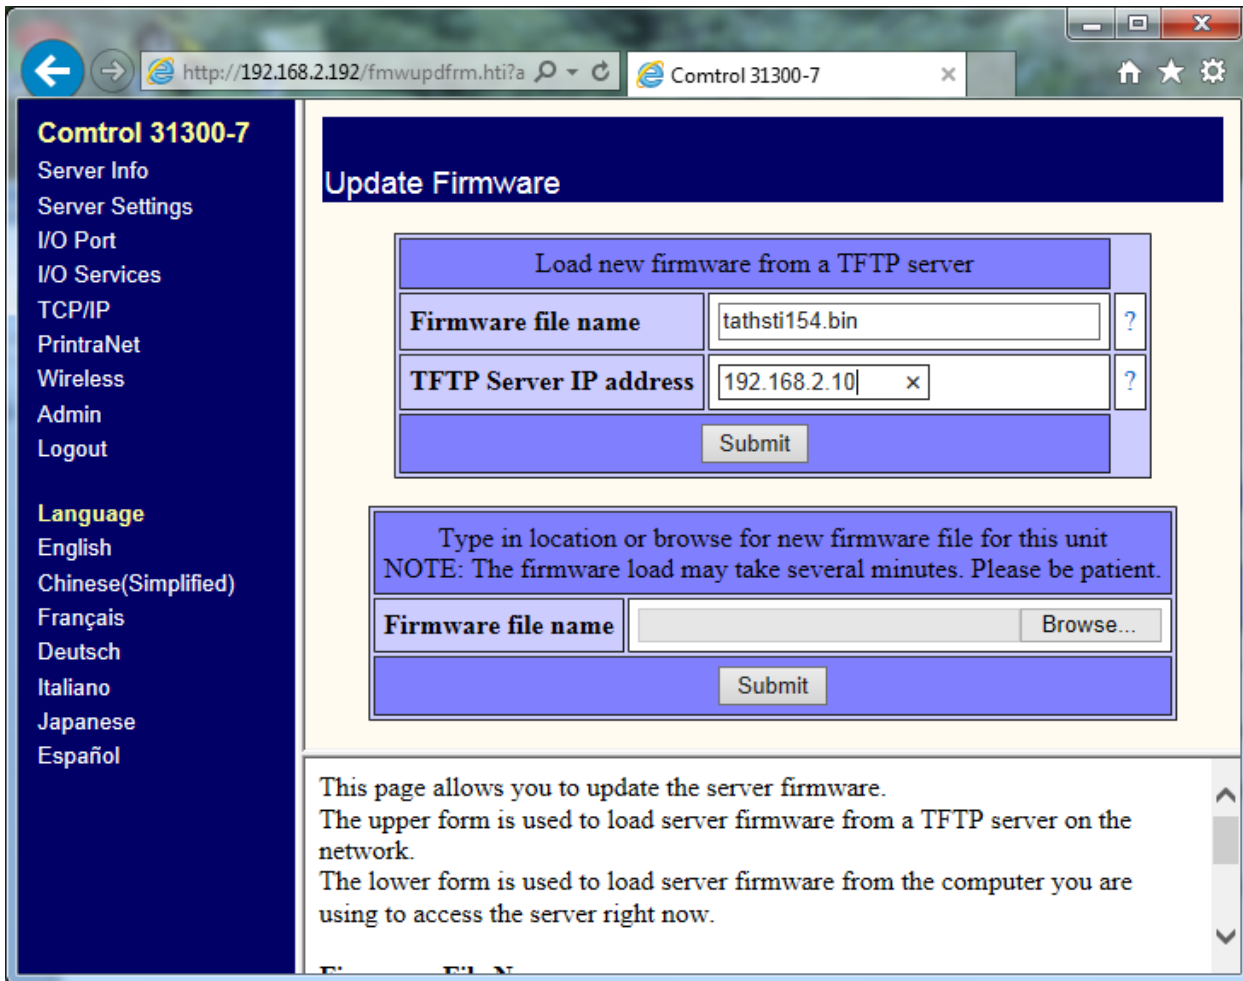 http://192.168.2.192/fmwupdfrm.hti?a
Comtrol 31300-7
Comtrol 31300-7
Server Info
Server Settings
I/O Port
I/O Services
TCP/IP
PrintraNet
Wireless
Admin
Logout
Language
English
Chinese(Simplified)
Français
Deutsch
Italiano
Japanese
Español
Update Firmware
Load new firmware from a TFTP server
Firmware file name tathsti154.bin ?
TFTP Server IP address 192.168.2.10 ?
Submit
Type in location or browse for new firmware file for this unit
NOTE: The firmware load may take several minutes. Please be patient.
Firmware file name Browse...
Submit
This page allows you to update the server firmware.
The upper form is used to load server firmware from a TFTP server on the
network.
The lower form is used to load server firmware from the computer you are
using to access the server right now.